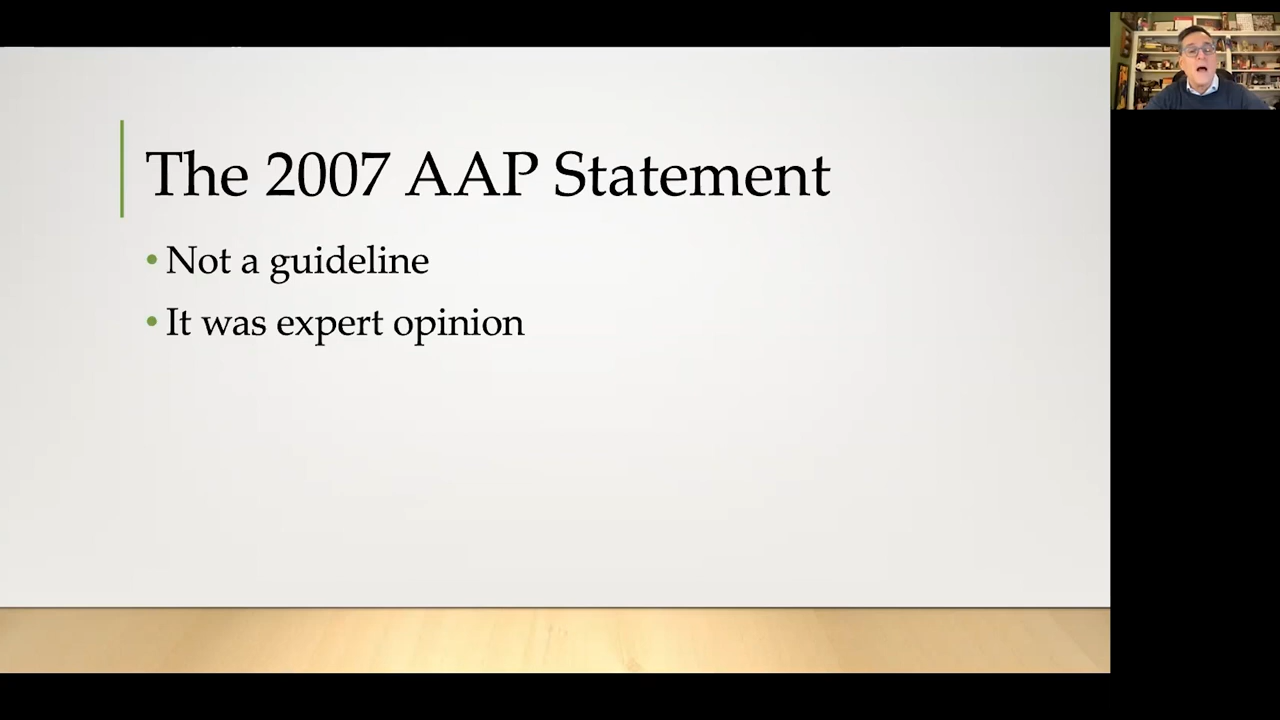 The 2007 AAP Statement
• Not a guideline
• It was expert opinion